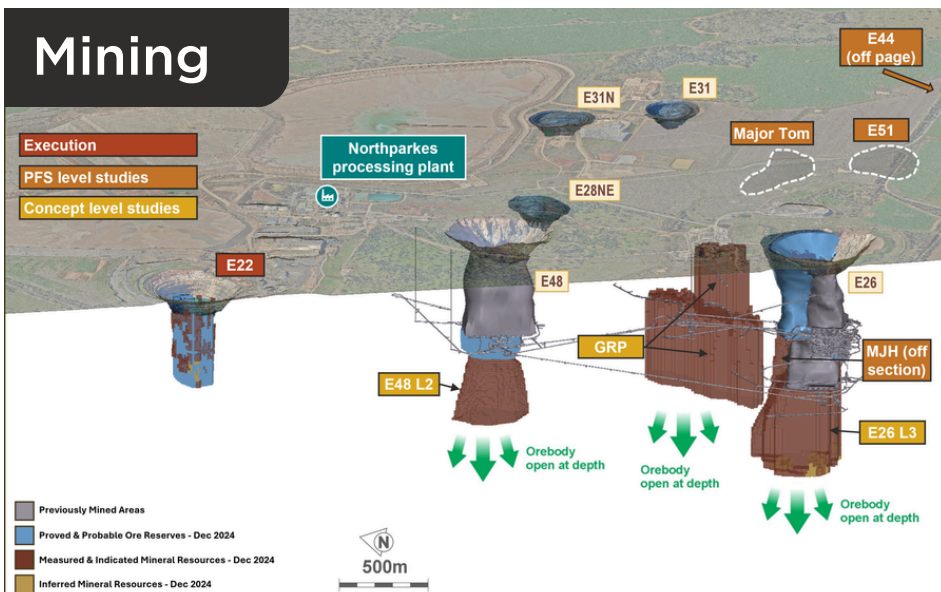 Mining
E44
(off page)
E31N
E31
Major Tom
E51
Execution
PFS level studies
Concept level studies
Northparkes
processing plant
E28NE
E22
E48
E26
GRP
MJH (off
section)
E48 L2
E26 L3
Orebody
open at depth
Orebody
open at depth
Orebody
open at depth
Previously Mined Areas
Proved & Probable Ore Reserves - Dec 2024
Measured & Indicated Mineral Resources - Dec 2024
Inferred Mineral Resources - Dec 2024
N
500m